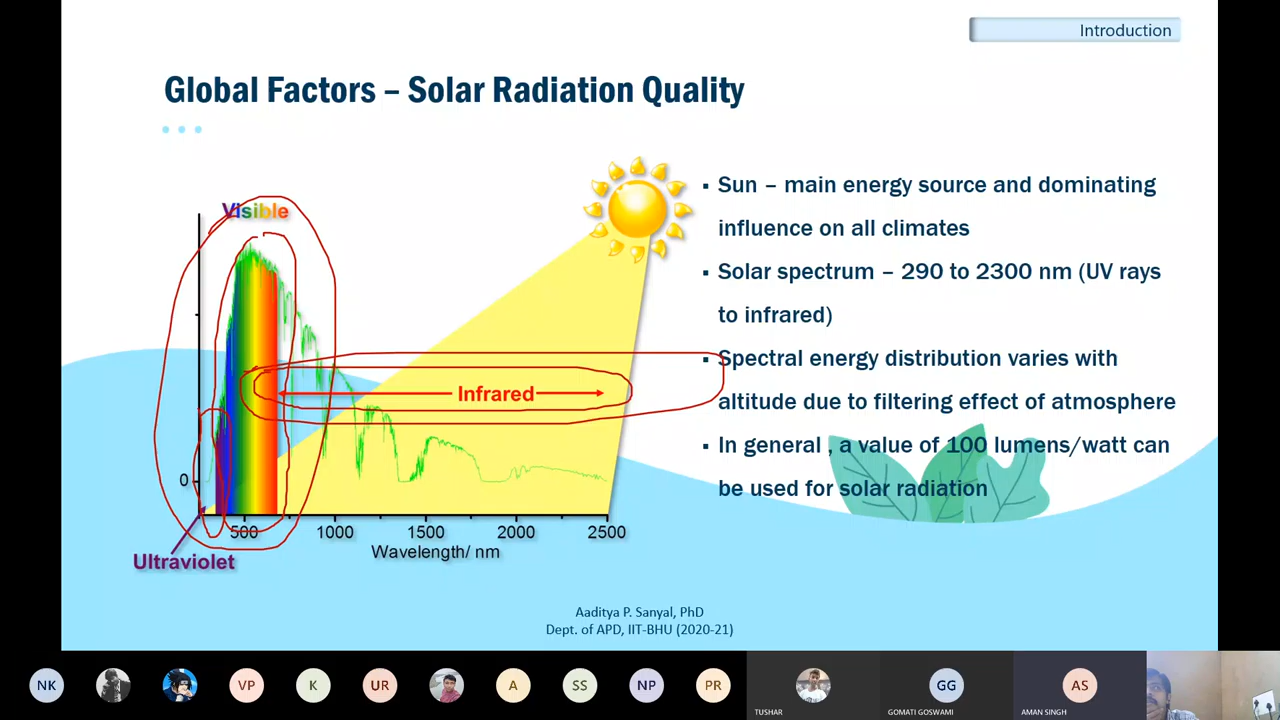 Introduction
Global Factors – Solar Radiation Quality
Visible
Infrared
0
500
1000
1500
2000
2500
Wavelength/ nm
Ultraviolet
▪ Sun – main energy source and dominating
influence on all climates
▪ Solar spectrum – 290 to 2300 nm (UV rays
to infrared)
▪ Spectral energy distribution varies with
altitude due to filtering effect of atmosphere
▪ In general , a value of 100 lumens/watt can
be used for solar radiation
Aaditya P. Sanyal, PhD
Dept. of APD, IIT-BHU (2020-21)
NK
VP
K
UR
A
SS
NP
PR
TUSHAR
GG
GOMATI GOSWAMI
AS
AMAN SINGH